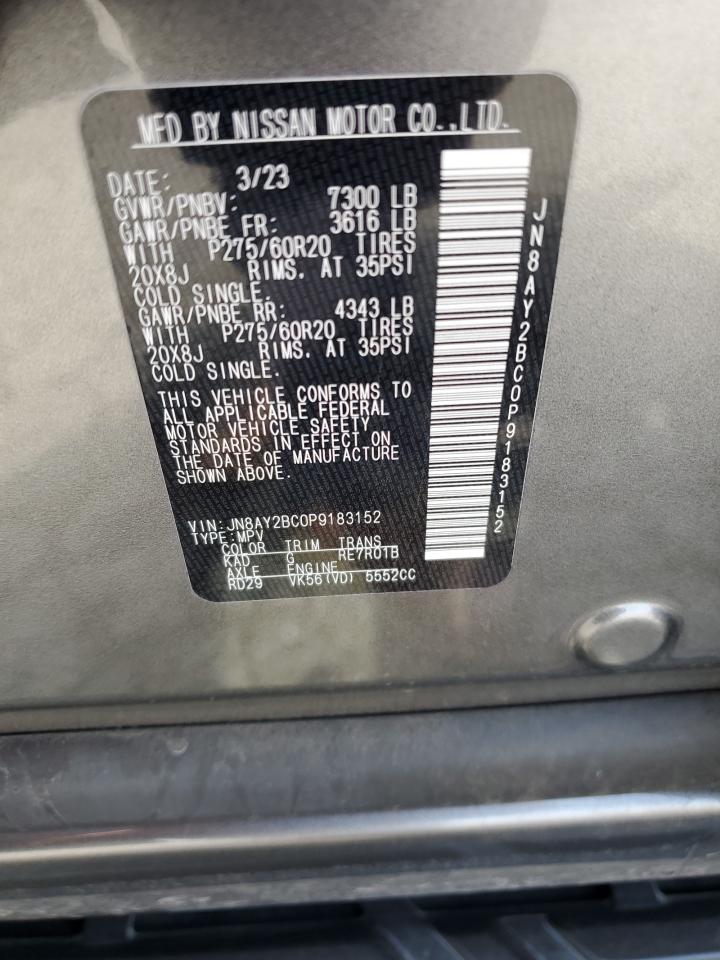 MFD BY NISSAN MOTOR CO.,LTD.
DATE: 3/23
GVWR/PNBV: 7300 LB
GAWR/PNBE FR: 3616 LB
WITH P275/60R20 TIRES
20X8J RIMS. AT 35PSI
COLD SINGLE.
GAWR/PNBE RR: 4343 LB
WITH P275/60R20 TIRES
20X8J RIMS. AT 35PSI
COLD SINGLE.
THIS VEHICLE CONFORMS TO
ALL APPLICABLE FEDERAL
MOTOR VEHICLE SAFETY
STANDARDS IN EFFECT ON
THE DATE OF MANUFACTURE
SHOWN ABOVE.
VIN:JN8AY2BC0P9183152
TYPE:MPV
COLOR TRIM TRANS
KAD G RE7R01B
AXLE ENGINE
RD29 VK56(VD) 5552CC
JN8AY2BC0P9183152